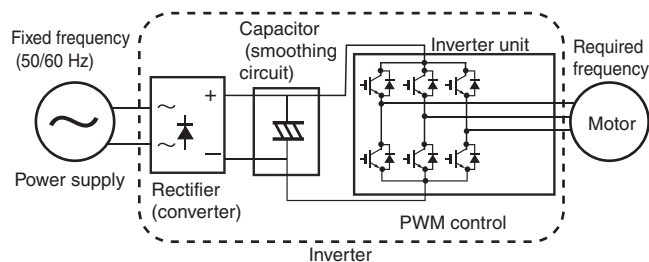 Fixed frequency
(50/60 Hz)
Power supply
+
−
Rectifier
(converter)
Capacitor
(smoothing
circuit)
Inverter unit
PWM control
Required
frequency
Motor
Inverter